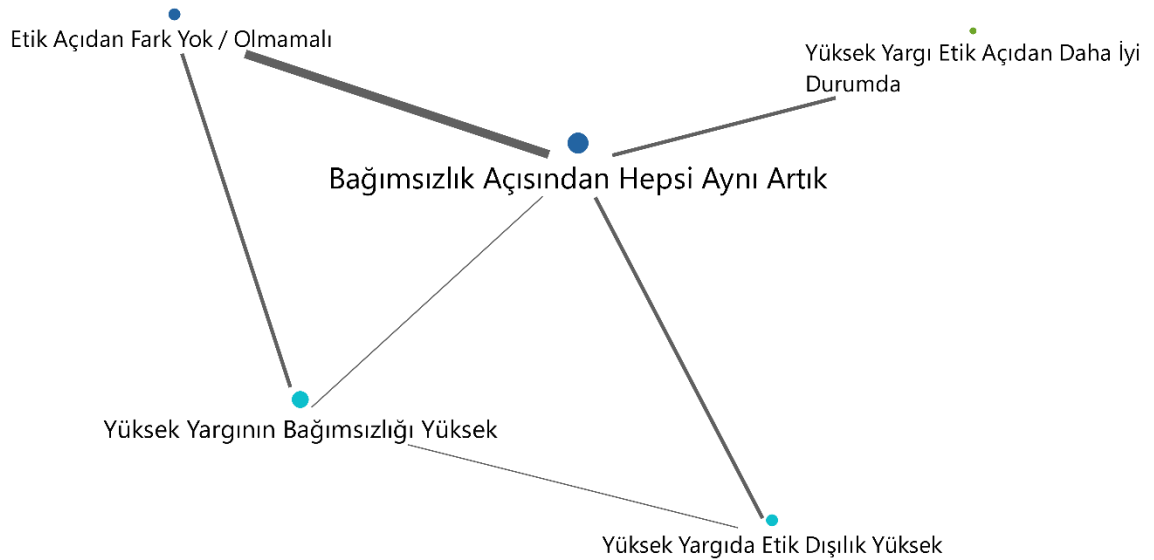 Etik Açıdan Fark Yok / Olmamalı
Yüksek Yargı Etik Açıdan Daha İyi
Durumda
Bağımsızlık Açısından Hepsi Aynı Artık
Yüksek Yargının Bağımsızlığı Yüksek
Yüksek Yargıda Etik Dışılık Yüksek